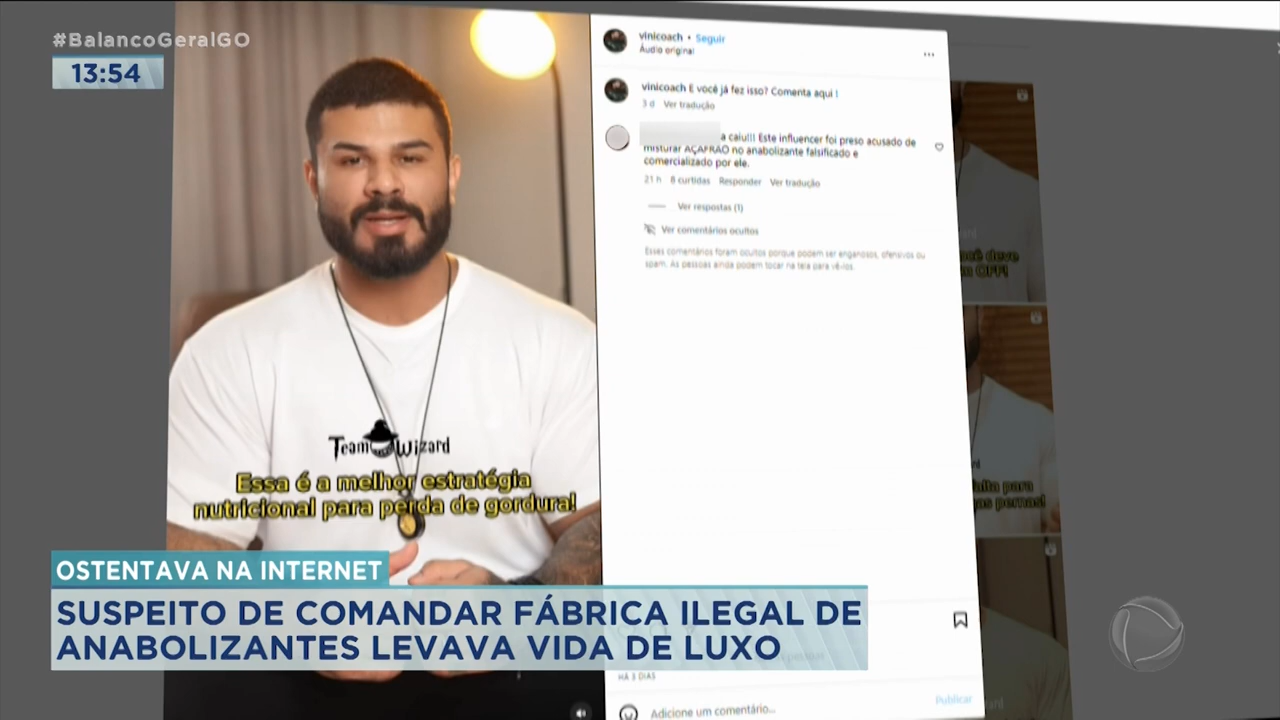 #BalancoGeralGO
13:54
vinicoach • Seguir
Áudio original
vinicoach E você já fez isso? Comenta aqui !
3 d Ver tradução
a caiu!!! Este influencer foi preso acusado de
misturar AÇAFRÃO no anabolizante falsificado e
comercializado por ele.
21 h 8 curtidas Responder Ver tradução
Ver respostas (1)
Ver comentários ocultos
Esses comentários foram ocultos porque podem ser enganosos, ofensivos ou
spam. As pessoas ainda podem tocar na tela para vê-los.
Team Wizard
Essa é a melhor estratégia
nutricional para perda de gordura!
deve
OFF!
para
pernas!
OSTENTAVA NA INTERNET
SUSPEITO DE COMANDAR FÁBRICA ILEGAL DE
ANABOLIZANTES LEVAVA VIDA DE LUXO
HÁ 3 DIAS
Adicione um comentário...
Publicar